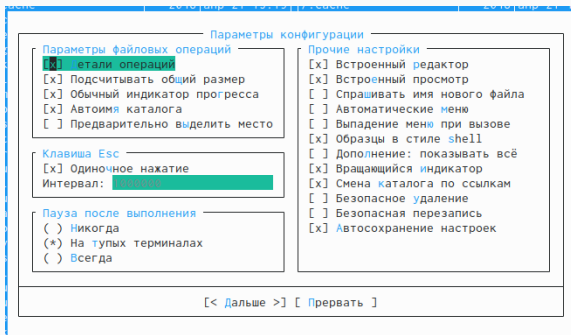 Параметры конфигурации
Параметры файловых операций
[x] Детали операций
[x] Подсчитывать общий размер
[x] Обычный индикатор прогресса
[x] Автоимя каталога
[ ] Предварительно выделить место
Клавиша Esc
[x] Одиночное нажатие
Интервал:
Пауза после выполнения
( ) Никогда
(*) На тупых терминалах
( ) Всегда
Прочие настройки
[x] Встроенный редактор
[x] Встроенный просмотр
[ ] Спрашивать имя нового файла
[ ] Автоматические меню
[ ] Выпадение меню при вызове
[x] Образцы в стиле shell
[ ] Дополнение: показывать всё
[x] Вращающийся индикатор
[x] Смена каталога по ссылкам
[ ] Безопасное удаление
[ ] Безопасная перезапись
[x] Автосохранение настроек
[< Дальше >] [ Прервать ]